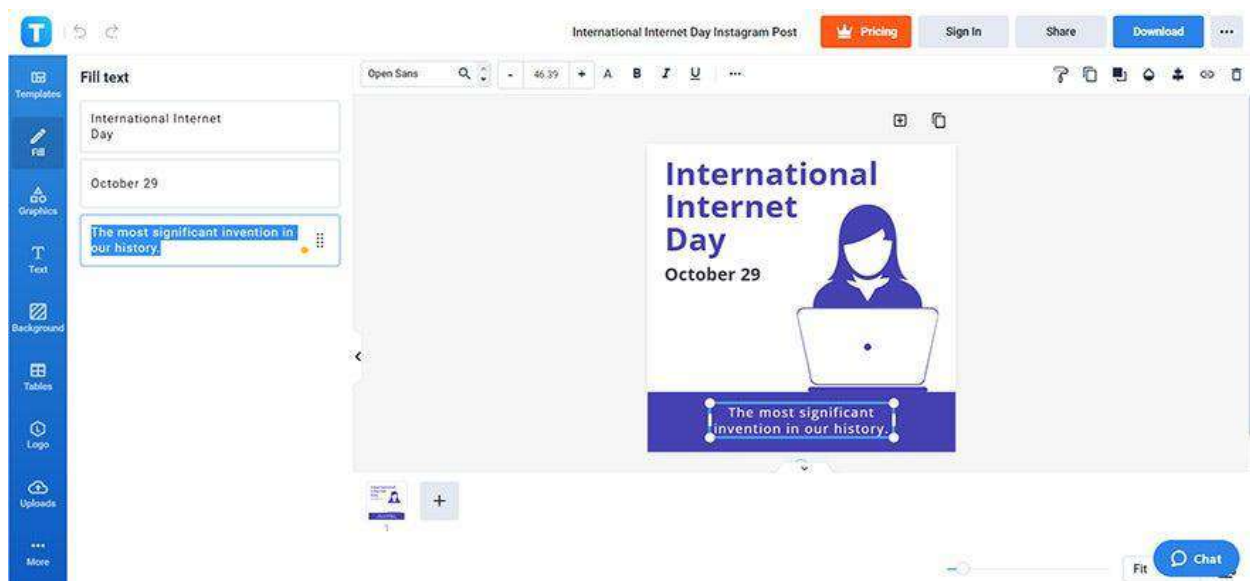 T
International Internet Day Instagram Post
Pricing
Sign In
Share
Download
Templates
Fill
Graphics
Text
Background
Tables
Logo
Uploads
More
Fill text
International Internet
Day
October 29
The most significant invention in
our history.
Open Sans
- 46.39 + A B I U
International
Internet
Day
October 29
The most significant
invention in our history.
+
1
Fit
Chat